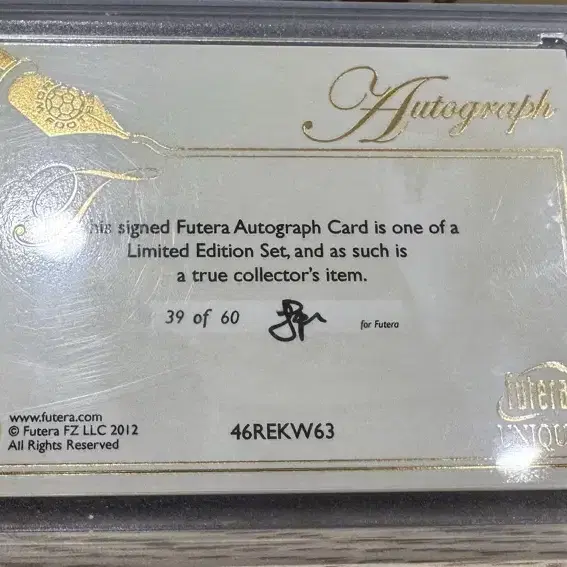 Autograph
This signed Futera Autograph Card is one of a
Limited Edition Set, and as such is
a true collector's item.
39 of 60
for Futera
www.futera.com
© Futera FZ LLC 2012
All Rights Reserved
46REKW63
futera
UNIQU